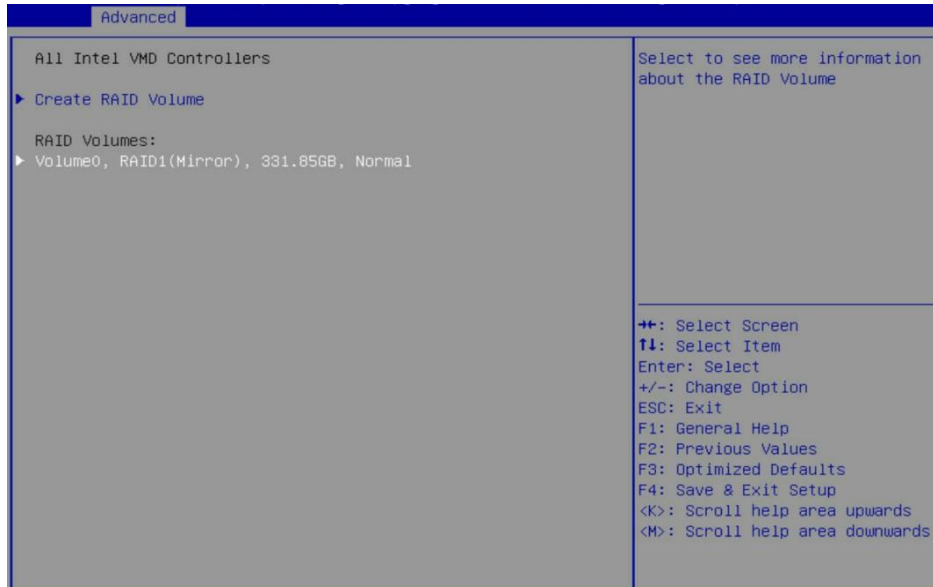 Advanced
All Intel VMD Controllers
Create RAID Volume
RAID Volumes:
Volume0, RAID1(Mirror), 331.85GB, Normal
Select to see more information
about the RAID Volume
→←: Select Screen
↑↓: Select Item
Enter: Select
+/-: Change Option
ESC: Exit
F1: General Help
F2: Previous Values
F3: Optimized Defaults
F4: Save & Exit Setup
<K>: Scroll help area upwards
<M>: Scroll help area downwards